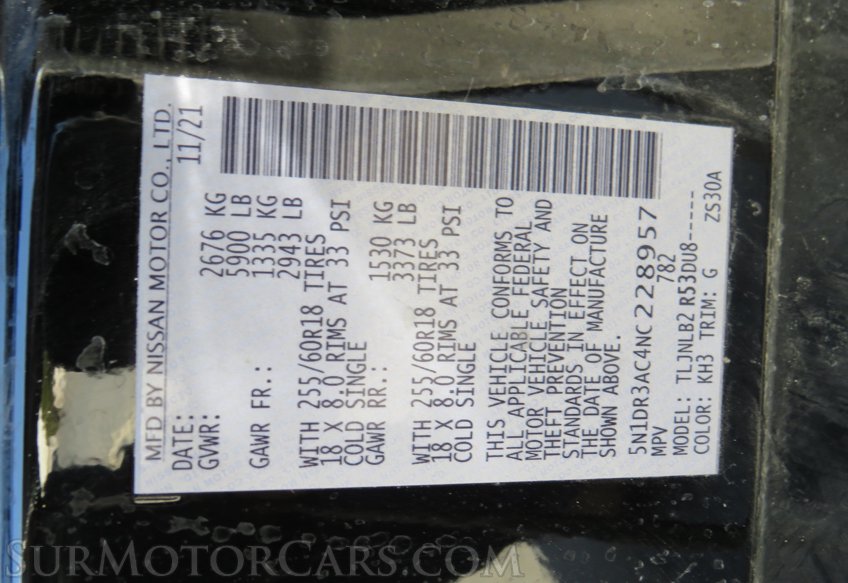 MFD BY NISSAN MOTOR CO., LTD.
DATE: 11/21
GVWR: 2676 KG
5900 LB
GAWR FR.: 1335 KG
2943 LB
WITH 255/60R18 TIRES
18 X 8.0 RIMS AT 33 PSI
COLD SINGLE
GAWR RR.: 1530 KG
3373 LB
WITH 255/60R18 TIRES
18 X 8.0 RIMS AT 33 PSI
COLD SINGLE
THIS VEHICLE CONFORMS TO
ALL APPLICABLE FEDERAL
MOTOR VEHICLE SAFETY AND
THEFT PREVENTION
STANDARDS IN EFFECT ON
THE DATE OF MANUFACTURE
SHOWN ABOVE.
5N1DR3AC4NC228957
MPV 782
MODEL: TLJNLB2 R53DU8-----
COLOR: KH3 TRIM: G ZS30A
SurMotorCars.com